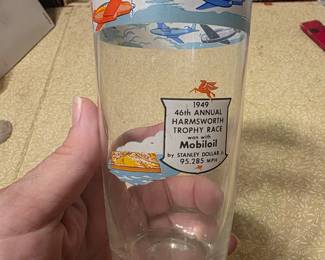 1949
46th ANNUAL
HARMSWORTH
TROPHY RACE
won with
Mobiloil
by STANLEY DOLLAR Jr.
95.285 MPH